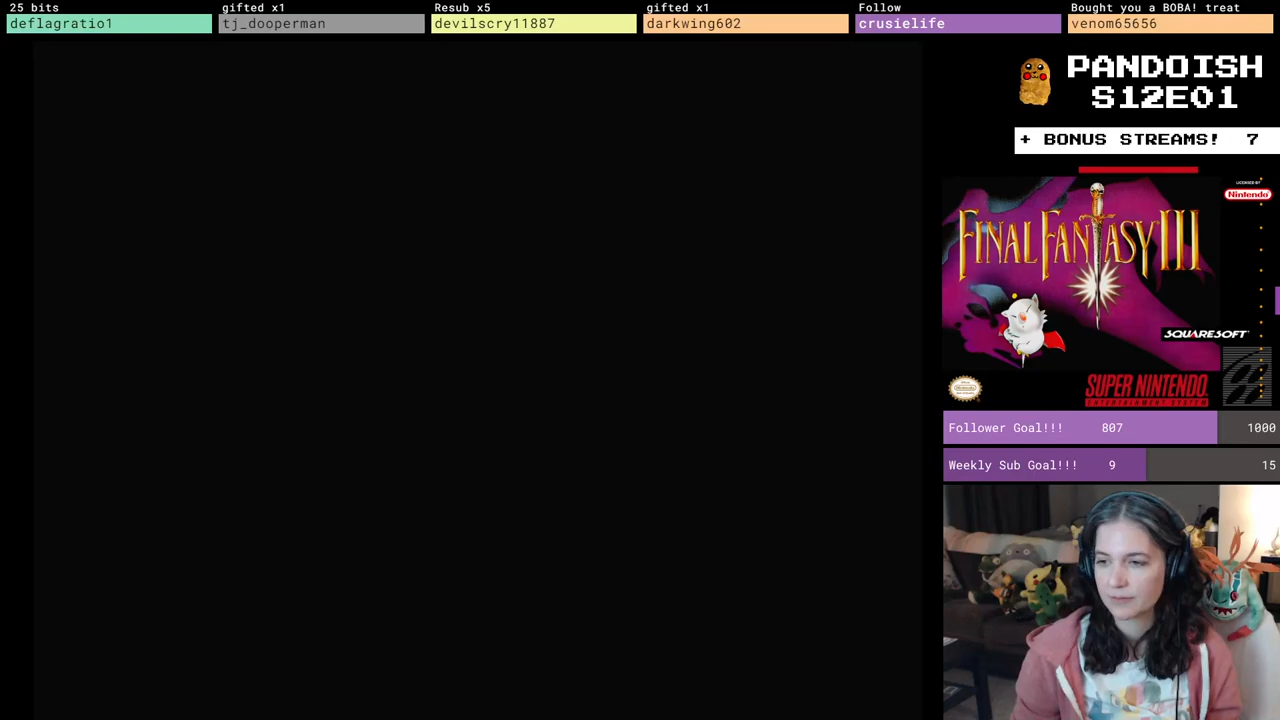 25 bits
deflagratio1
gifted x1
tj_dooperman
Resub x5
devilscry11887
gifted x1
darkwing602
Follow
crusielife
Bought you a BOBA! treat
venom65656
PANDOISH
S12E01
+ BONUS STREAMS! 7
LICENSED BY
Nintendo
FINAL FANTASY III
SQUARESOFT
SUPER NINTENDO
ENTERTAINMENT SYSTEM
Follower Goal!!! 807 1000
Weekly Sub Goal!!! 9 15